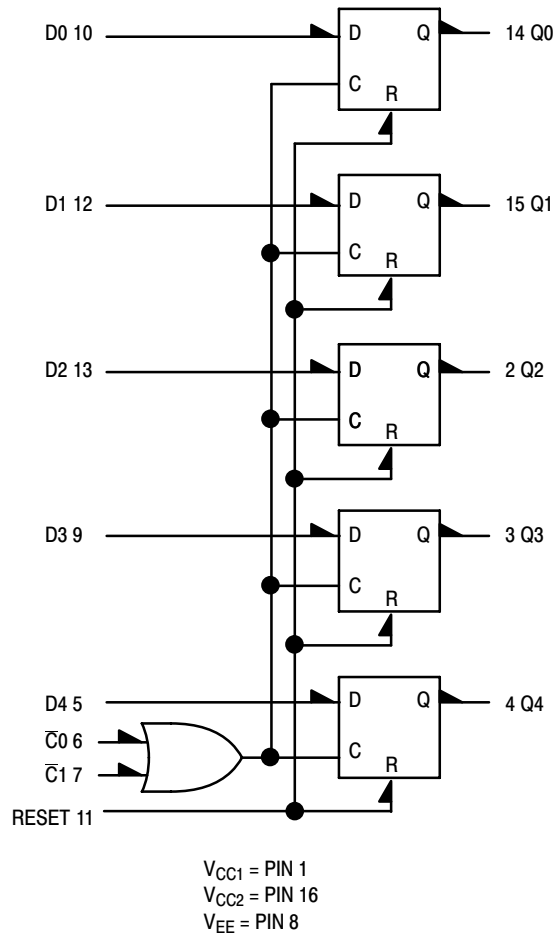 D0 10
D
Q
14 Q0
C
R
D1 12
D
Q
15 Q1
C
R
D2 13
D
Q
2 Q2
C
R
D3 9
D
Q
3 Q3
C
R
D4 5
D
Q
4 Q4
C̅0 6
C
R
C̅1 7
RESET 11
VCC1 = PIN 1
VCC2 = PIN 16
VEE = PIN 8